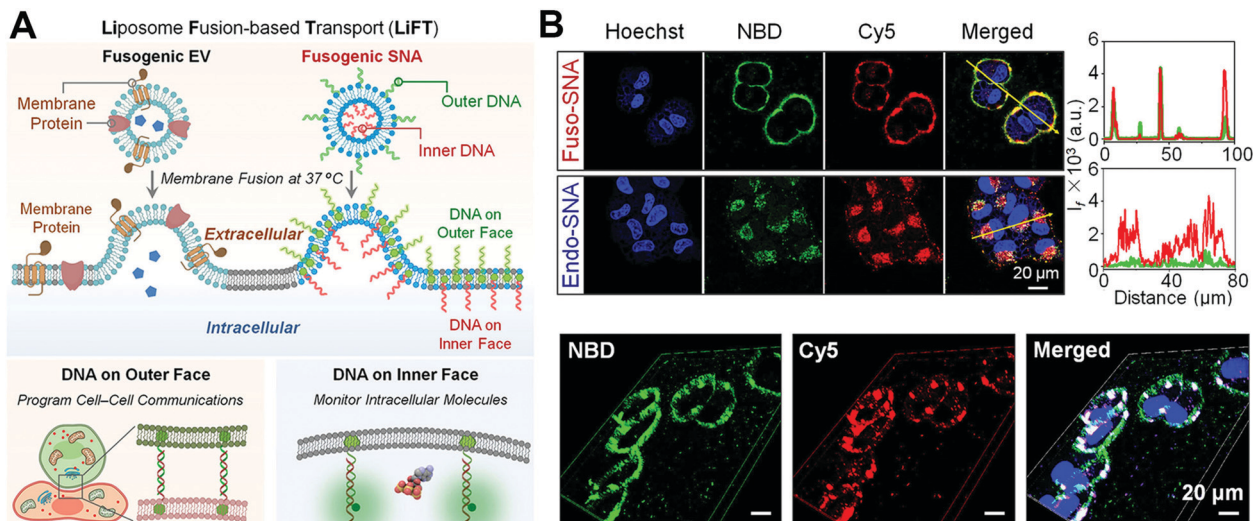 A
Liposome Fusion-based Transport (LiFT)
Fusogenic EV
Fusogenic SNA
Membrane
Protein
Outer DNA
Inner DNA
Membrane Fusion at 37 °C
Membrane
Protein
Extracellular
DNA on
Outer Face
Intracellular
DNA on
Inner Face
DNA on Outer Face
Program Cell–Cell Communications
DNA on Inner Face
Monitor Intracellular Molecules
B
Hoechst NBD Cy5 Merged
Fuso-SNA
Endo-SNA
20 µm
6
4
2
0
0 50 100
I_f × 10³ (a.u.)
6
4
2
0
0 40 80
Distance (µm)
NBD
Cy5
Merged
20 µm